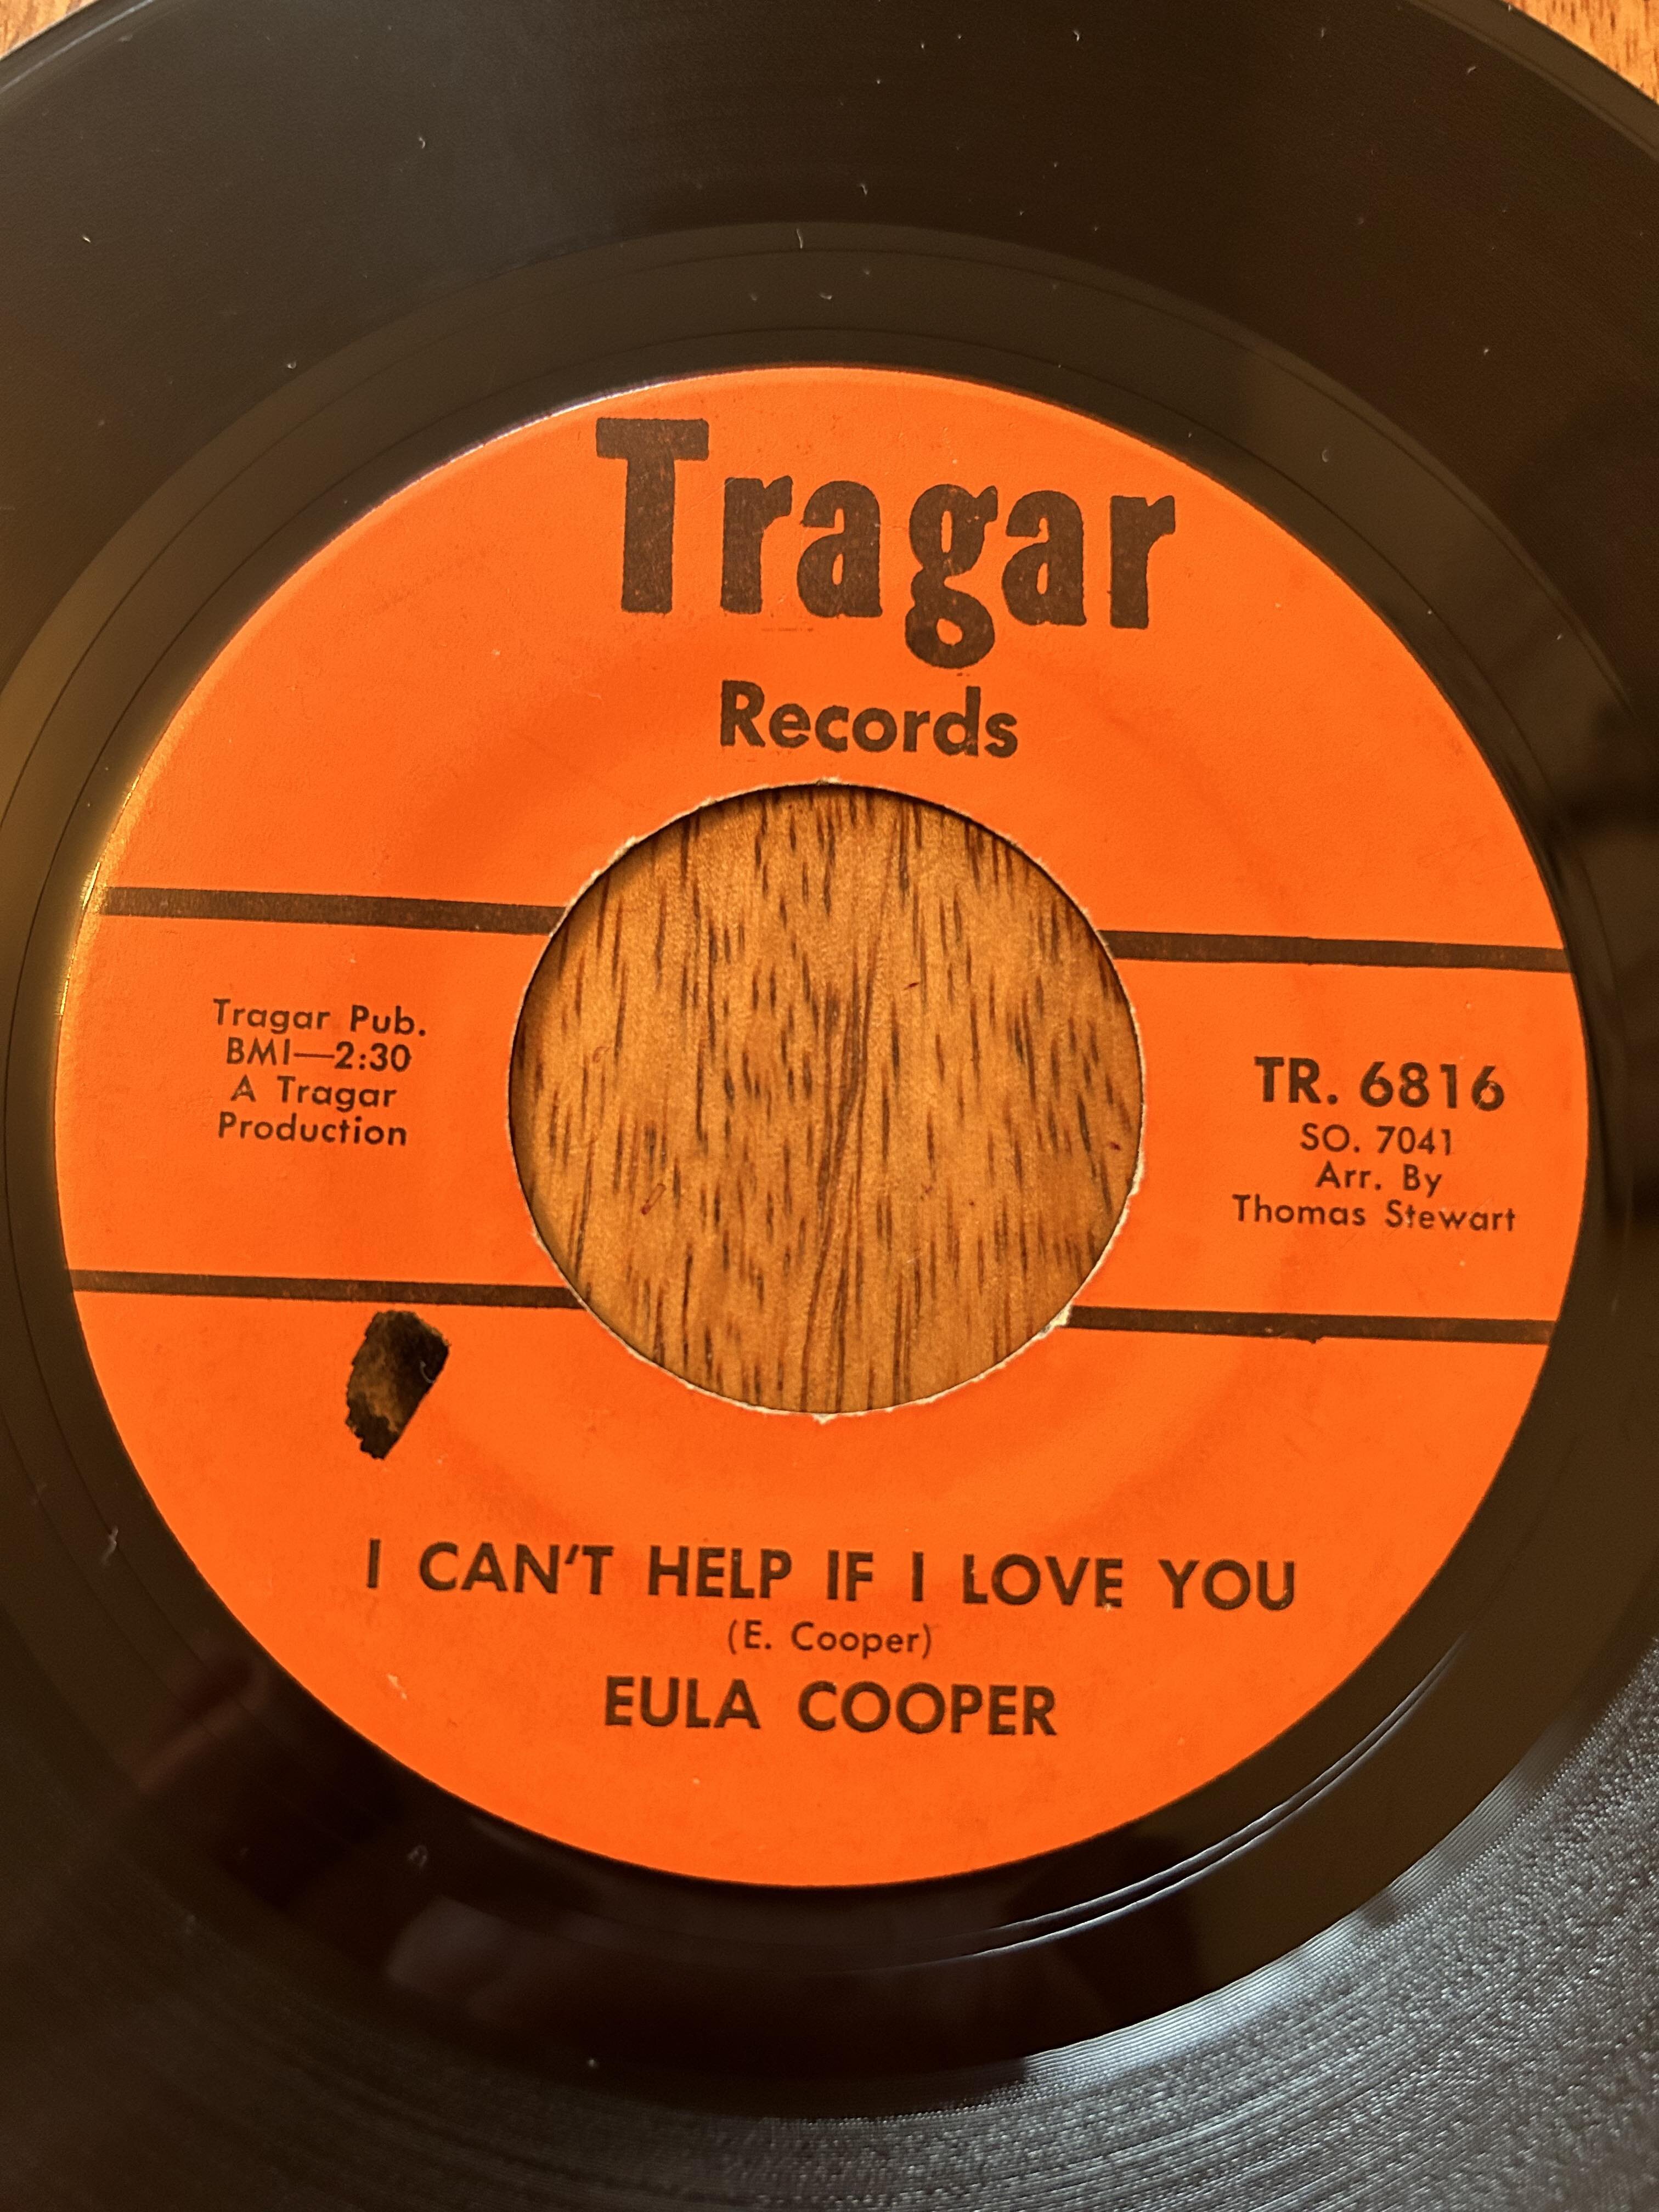 Tragar
Records
Tragar Pub.
BMI—2:30
A Tragar
Production
TR. 6816
SO. 7041
Arr. By
Thomas Stewart
I CAN'T HELP IF I LOVE YOU
(E. Cooper)
EULA COOPER